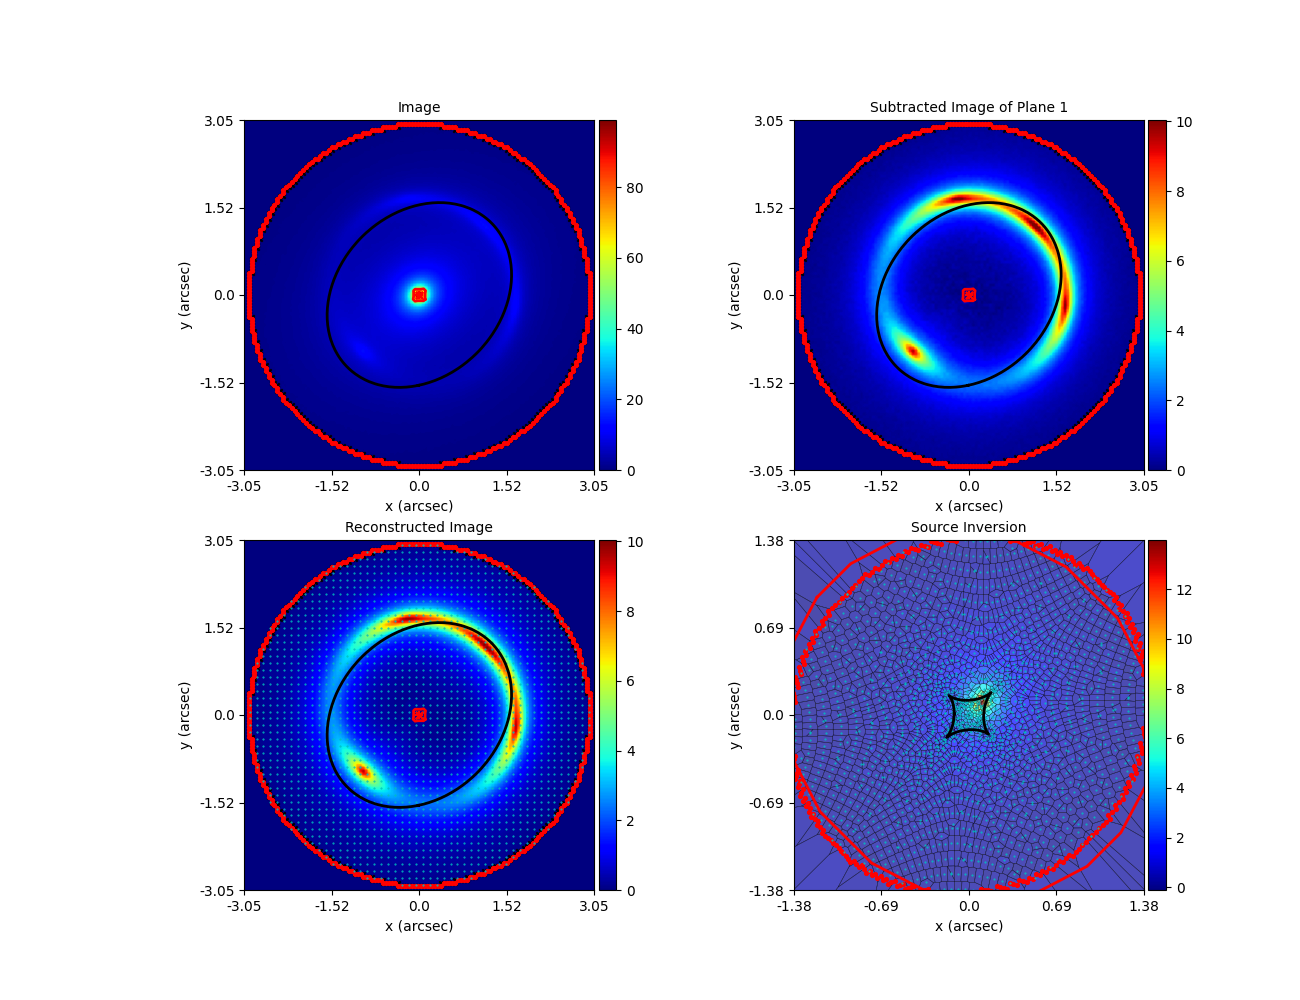 Image
3.05
1.52
0.0
-1.52
-3.05
y (arcsec)
-3.05 -1.52 0.0 1.52 3.05
x (arcsec)
80
60
40
20
0
Subtracted Image of Plane 1
3.05
1.52
0.0
-1.52
-3.05
y (arcsec)
-3.05 -1.52 0.0 1.52 3.05
x (arcsec)
10
8
6
4
2
0
Reconstructed Image
3.05
1.52
0.0
-1.52
-3.05
y (arcsec)
-3.05 -1.52 0.0 1.52 3.05
x (arcsec)
10
8
6
4
2
0
Source Inversion
1.38
0.69
0.0
-0.69
-1.38
y (arcsec)
-1.38 -0.69 0.0 0.69 1.38
x (arcsec)
12
10
8
6
4
2
0